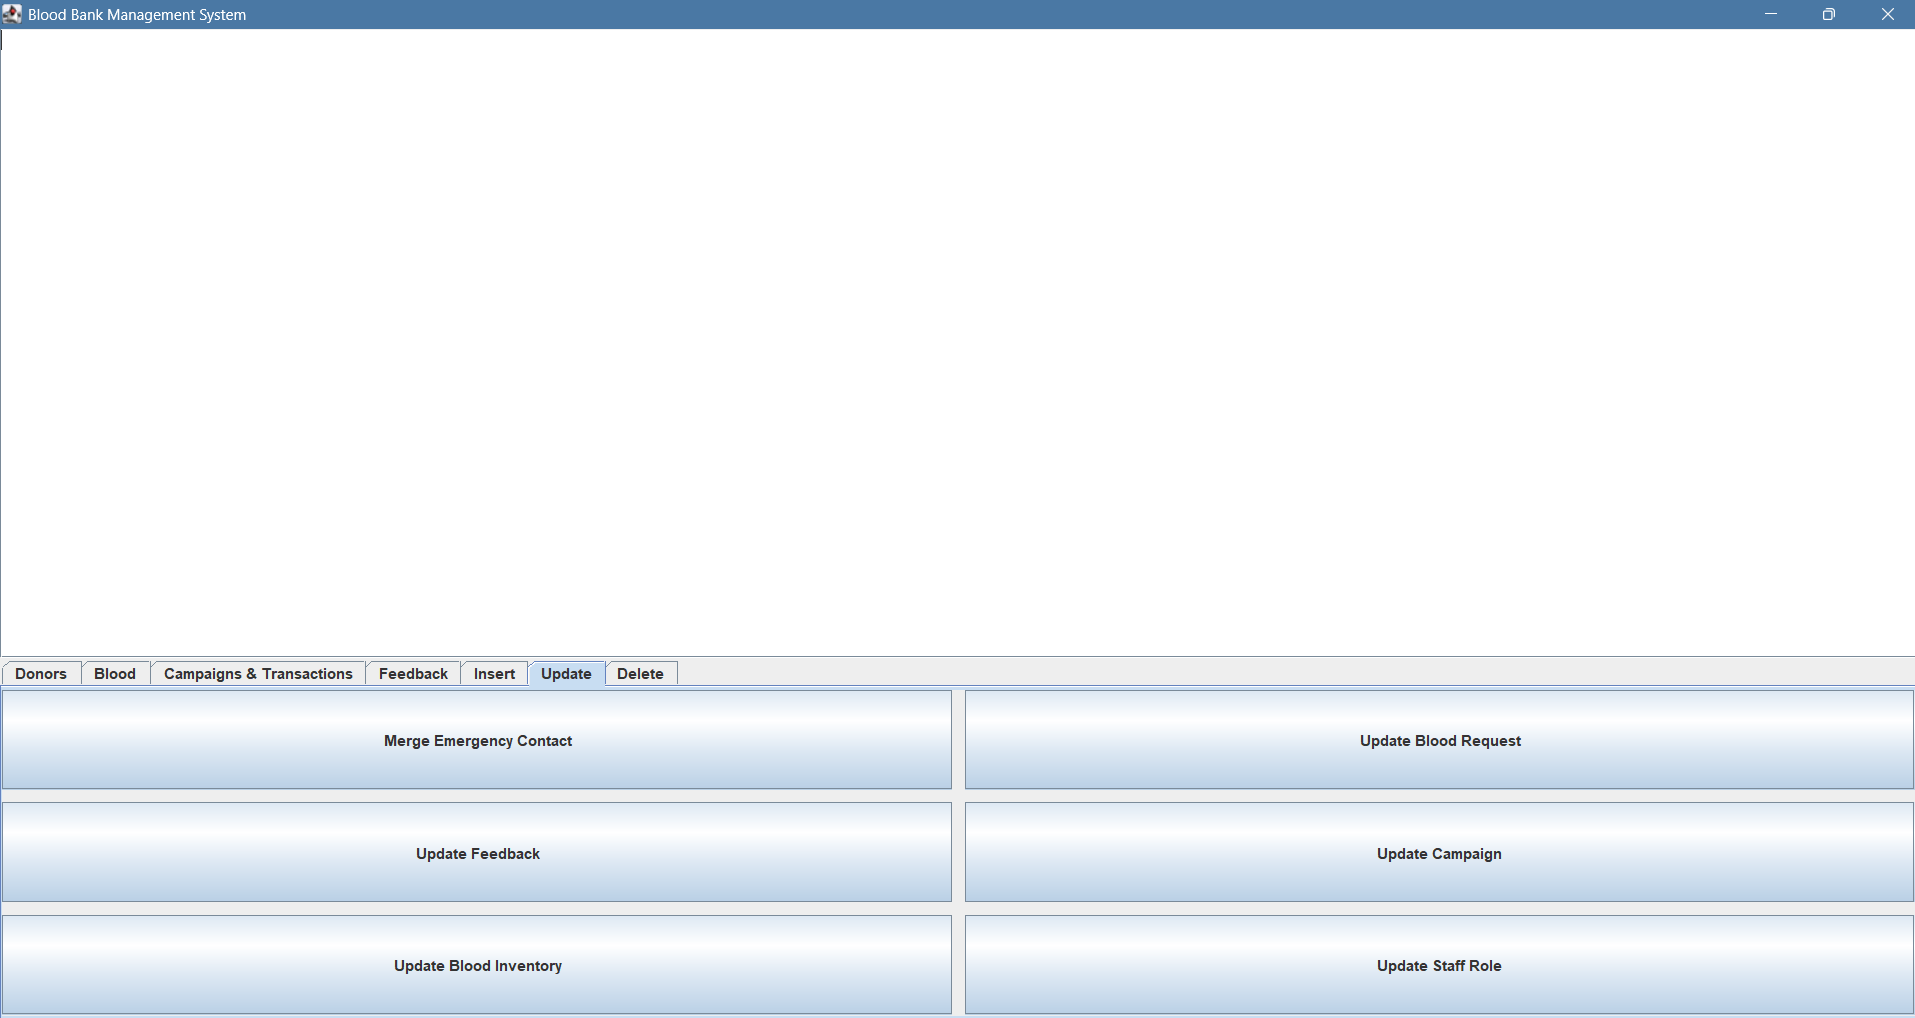 Blood Bank Management System
Donors Blood Campaigns & Transactions Feedback Insert Update Delete
Merge Emergency Contact Update Blood Request
Update Feedback Update Campaign
Update Blood Inventory Update Staff Role